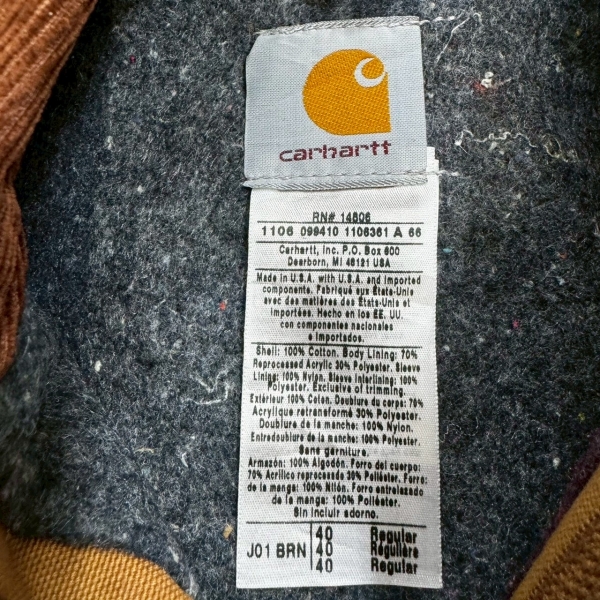 carhartt
RN# 14806
1106 099410 1106361 A 66
Carhartt, Inc. P.O. Box 600
Dearborn, MI 48121 USA
Made in U.S.A. with U.S.A. and imported
components. Fabriqué aux États-Unie
avec des matières des États-Unis et
importées. Hecho en los EE. UU.
con componentes nacionales
e importados.
Shell: 100% Cotton. Body Lining: 70%
Reprocessed Acrylic 30% Polyester. Sleeve
Lining: 100% Nylon. Sleeve Interlining: 100%
Polyester. Exclusive of trimming.
Extérieur 100% Coton. Doublure du corps: 70%
Acrylique retransformé 30% Polyester.
Doublure de la manche: 100% Nylon.
Entredoublure de la manche: 100% Polyester.
Sans garniture.
Armazón: 100% Algodón. Forro del cuerpo:
70% Acrílico reprocesado 30% Poliéster. Forro
de la manga: 100% Nilón. Forro entrelazado
de la manga: 100% Poliéster.
Sin incluir adorno.
J01 BRN
40 Regular
40 Régulière
40 Regular